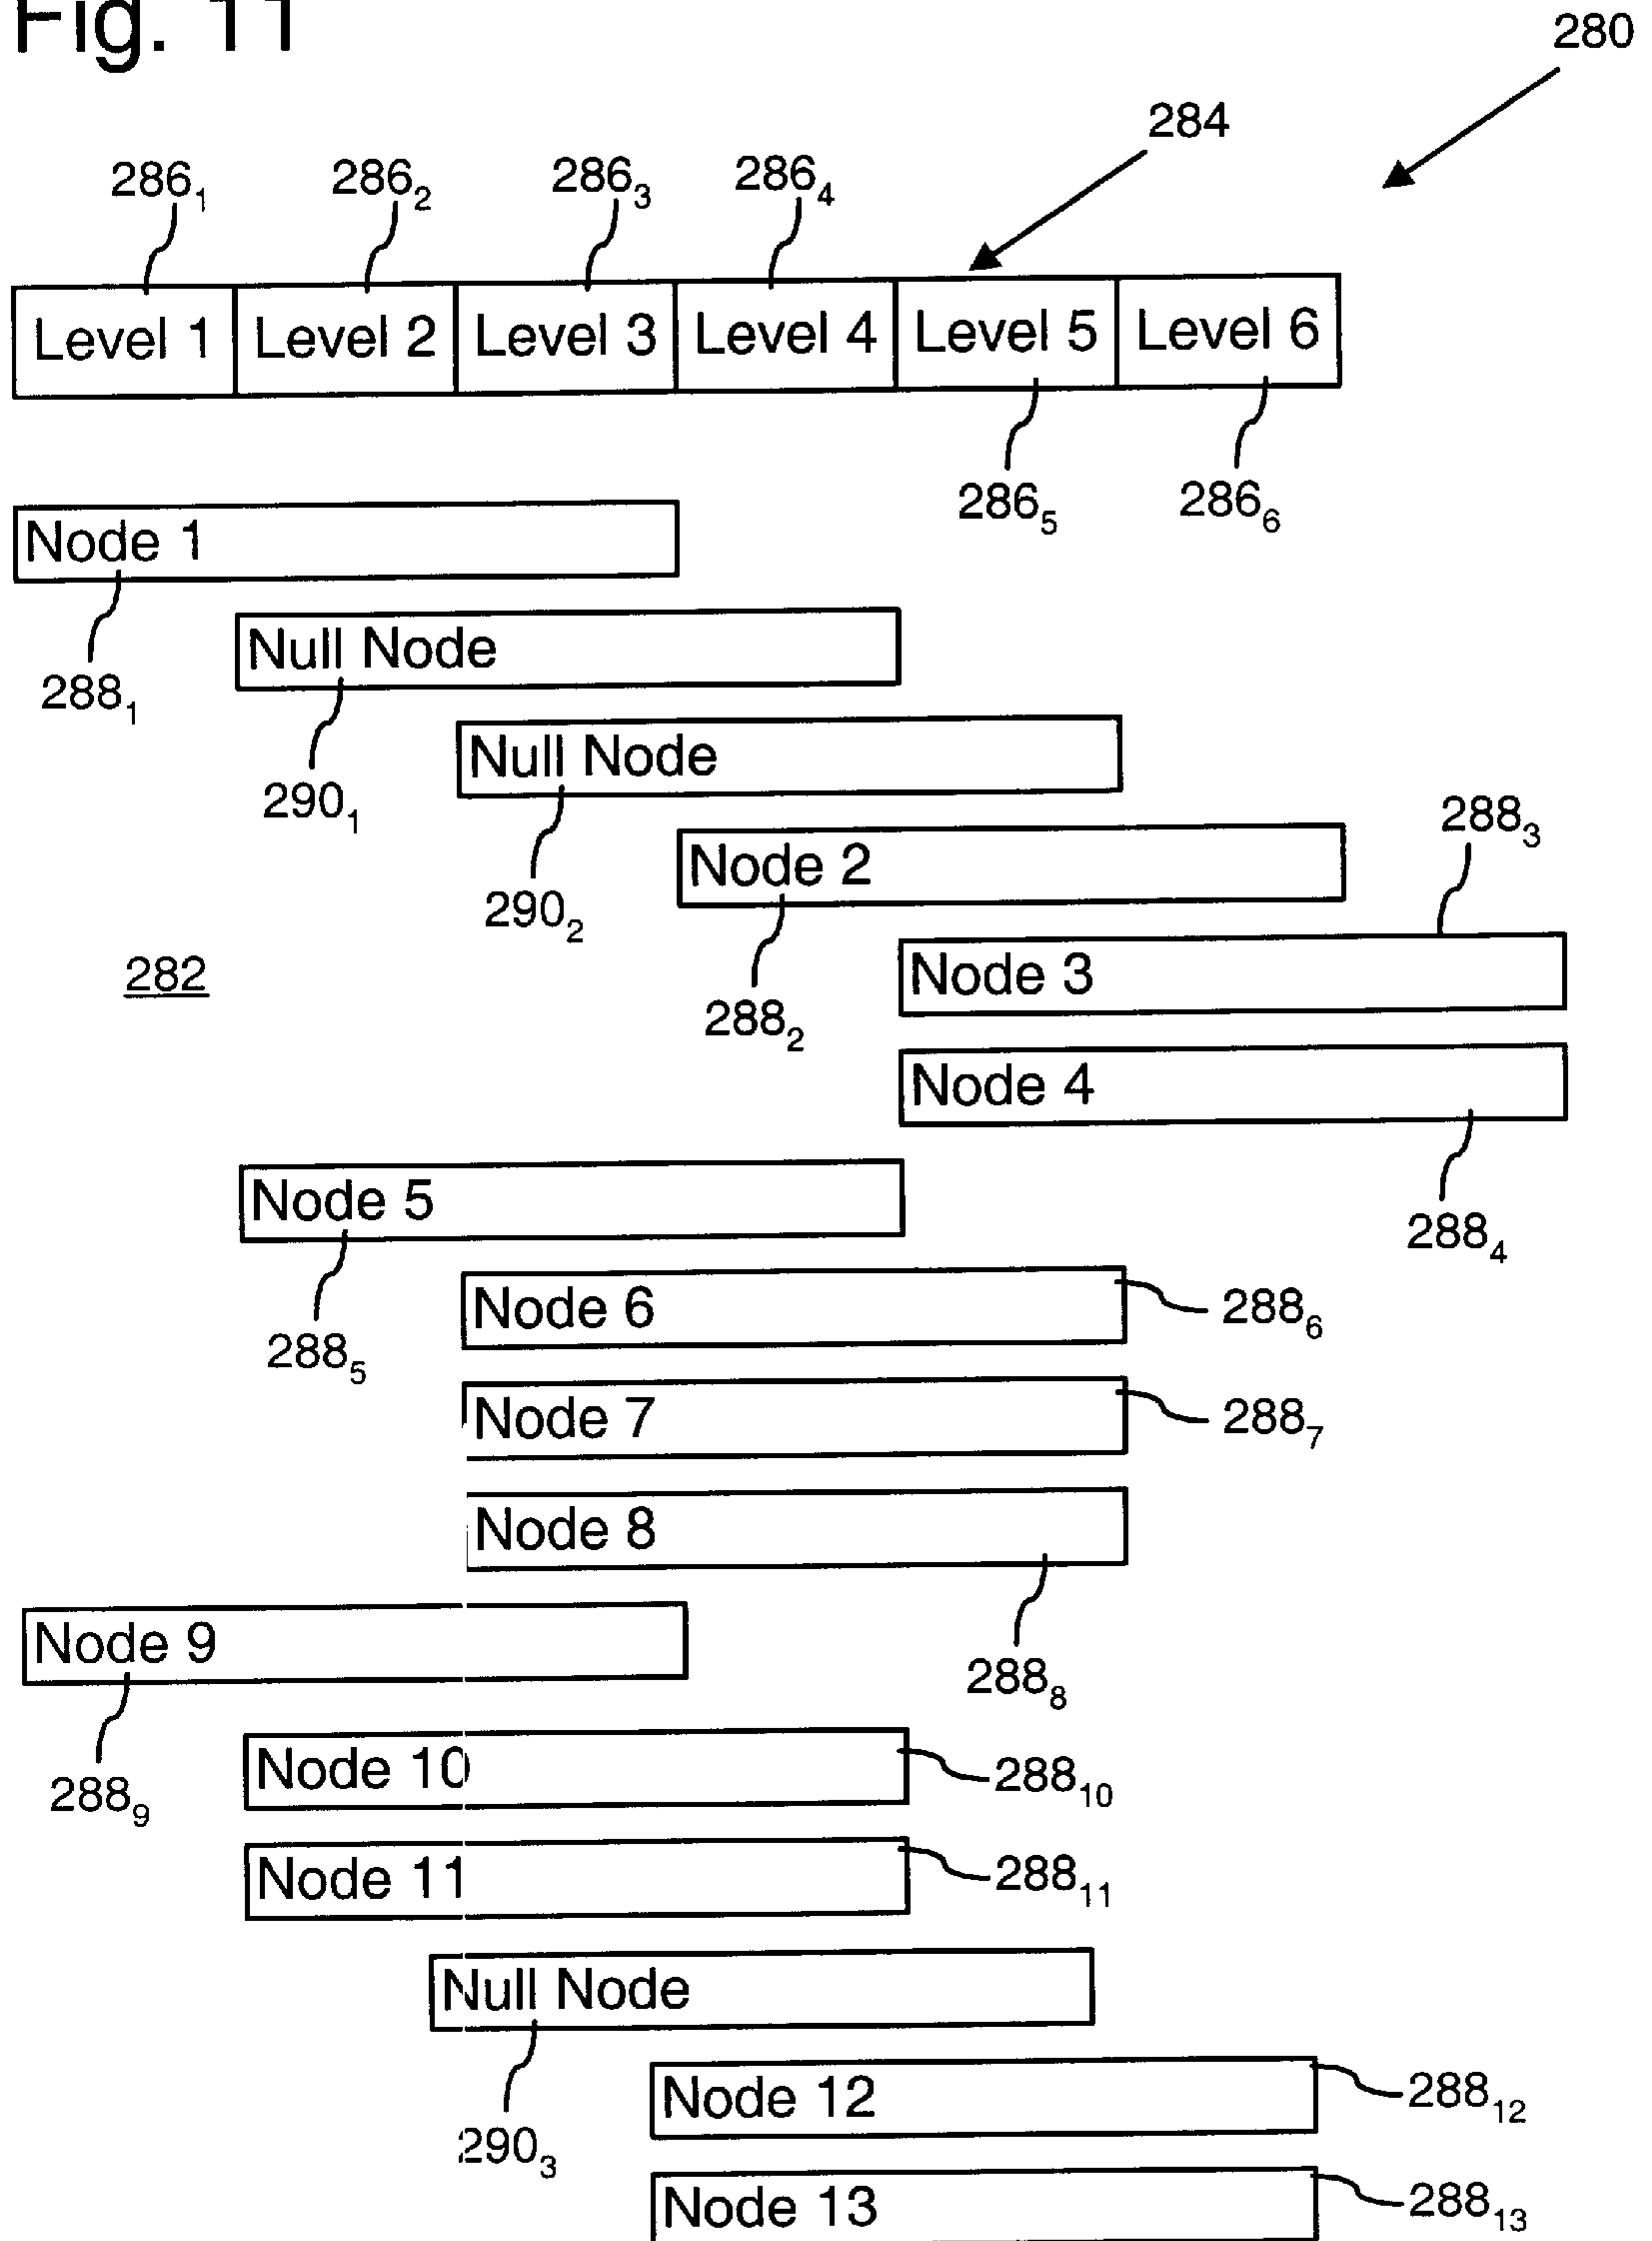 Fig. 11
280
284
286₁ 286₂ 286₃ 286₄
Level 1 Level 2 Level 3 Level 4 Level 5 Level 6
286₅ 286₆
Node 1
288₁
Null Node
290₁
Null Node
290₂
Node 2
288₂
288₃
Node 3
282
Node 4
288₄
Node 5
288₅
Node 6 288₆
Node 7 288₇
Node 8
288₈
Node 9
288₉
Node 10 288₁₀
Node 11 288₁₁
Null Node
290₃
Node 12 288₁₂
Node 13 288₁₃